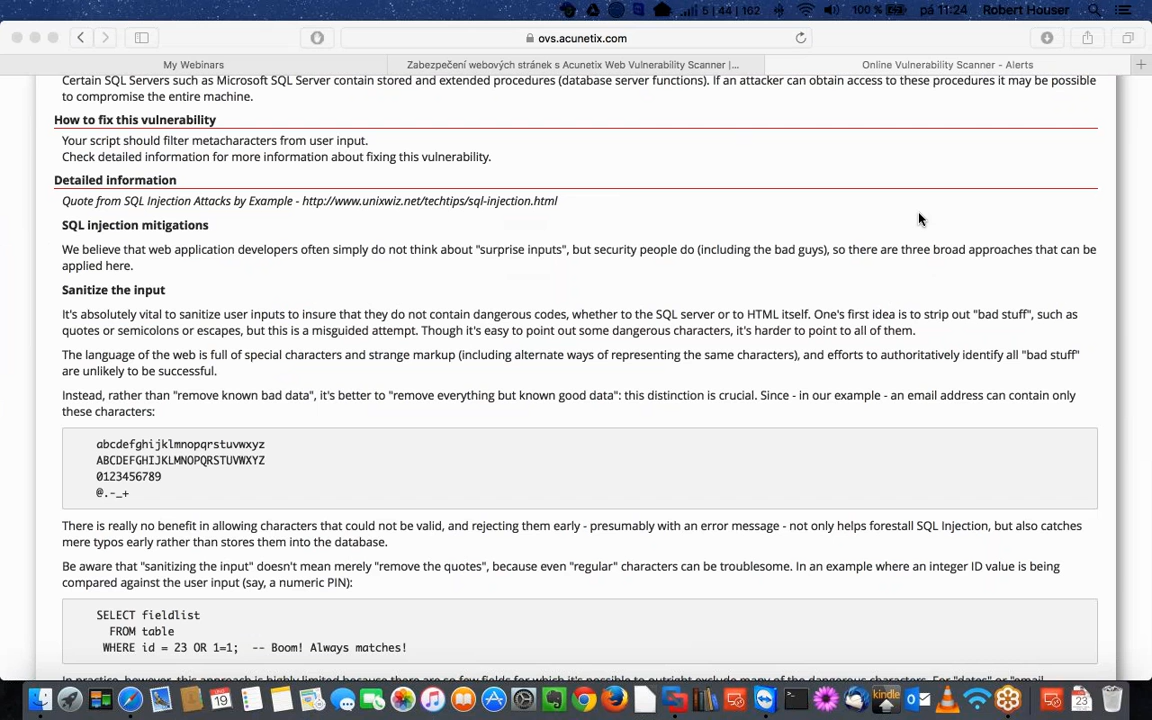 5 | 44 | 162
100 %
pá 11:24
Robert Houser
ovs.acunetix.com
My Webinars
Zabezpečení webových stránek s Acunetix Web Vulnerability Scanner |...
Online Vulnerability Scanner - Alerts
Certain SQL Servers such as Microsoft SQL Server contain stored and extended procedures (database server functions). If an attacker can obtain access to these procedures it may be possible
to compromise the entire machine.
How to fix this vulnerability
Your script should filter metacharacters from user input.
Check detailed information for more information about fixing this vulnerability.
Detailed information
Quote from SQL Injection Attacks by Example - http://www.unixwiz.net/techtips/sql-injection.html
SQL injection mitigations
We believe that web application developers often simply do not think about "surprise inputs", but security people do (including the bad guys), so there are three broad approaches that can be
applied here.
Sanitize the input
It's absolutely vital to sanitize user inputs to insure that they do not contain dangerous codes, whether to the SQL server or to HTML itself. One's first idea is to strip out "bad stuff", such as
quotes or semicolons or escapes, but this is a misguided attempt. Though it's easy to point out some dangerous characters, it's harder to point to all of them.
The language of the web is full of special characters and strange markup (including alternate ways of representing the same characters), and efforts to authoritatively identify all "bad stuff"
are unlikely to be successful.
Instead, rather than "remove known bad data", it's better to "remove everything but known good data": this distinction is crucial. Since - in our example - an email address can contain only
these characters:
abcdefghijklmnopqrstuvwxyz
ABCDEFGHIJKLMNOPQRSTUVWXYZ
0123456789
@.-_+
There is really no benefit in allowing characters that could not be valid, and rejecting them early - presumably with an error message - not only helps forestall SQL Injection, but also catches
mere typos early rather than stores them into the database.
Be aware that "sanitizing the input" doesn't mean merely "remove the quotes", because even "regular" characters can be troublesome. In an example where an integer ID value is being
compared against the user input (say, a numeric PIN):
SELECT fieldlist
FROM table
WHERE id = 23 OR 1=1;  -- Boom! Always matches!
19
23
kindle